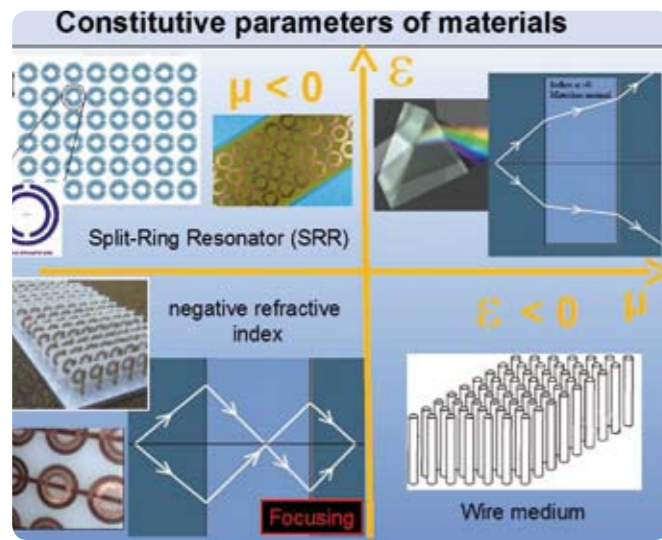 Constitutive parameters of materials
ε
μ < 0
Split-Ring Resonator (SRR)
negative refractive
index
ε < 0
μ
Focusing
Wire medium